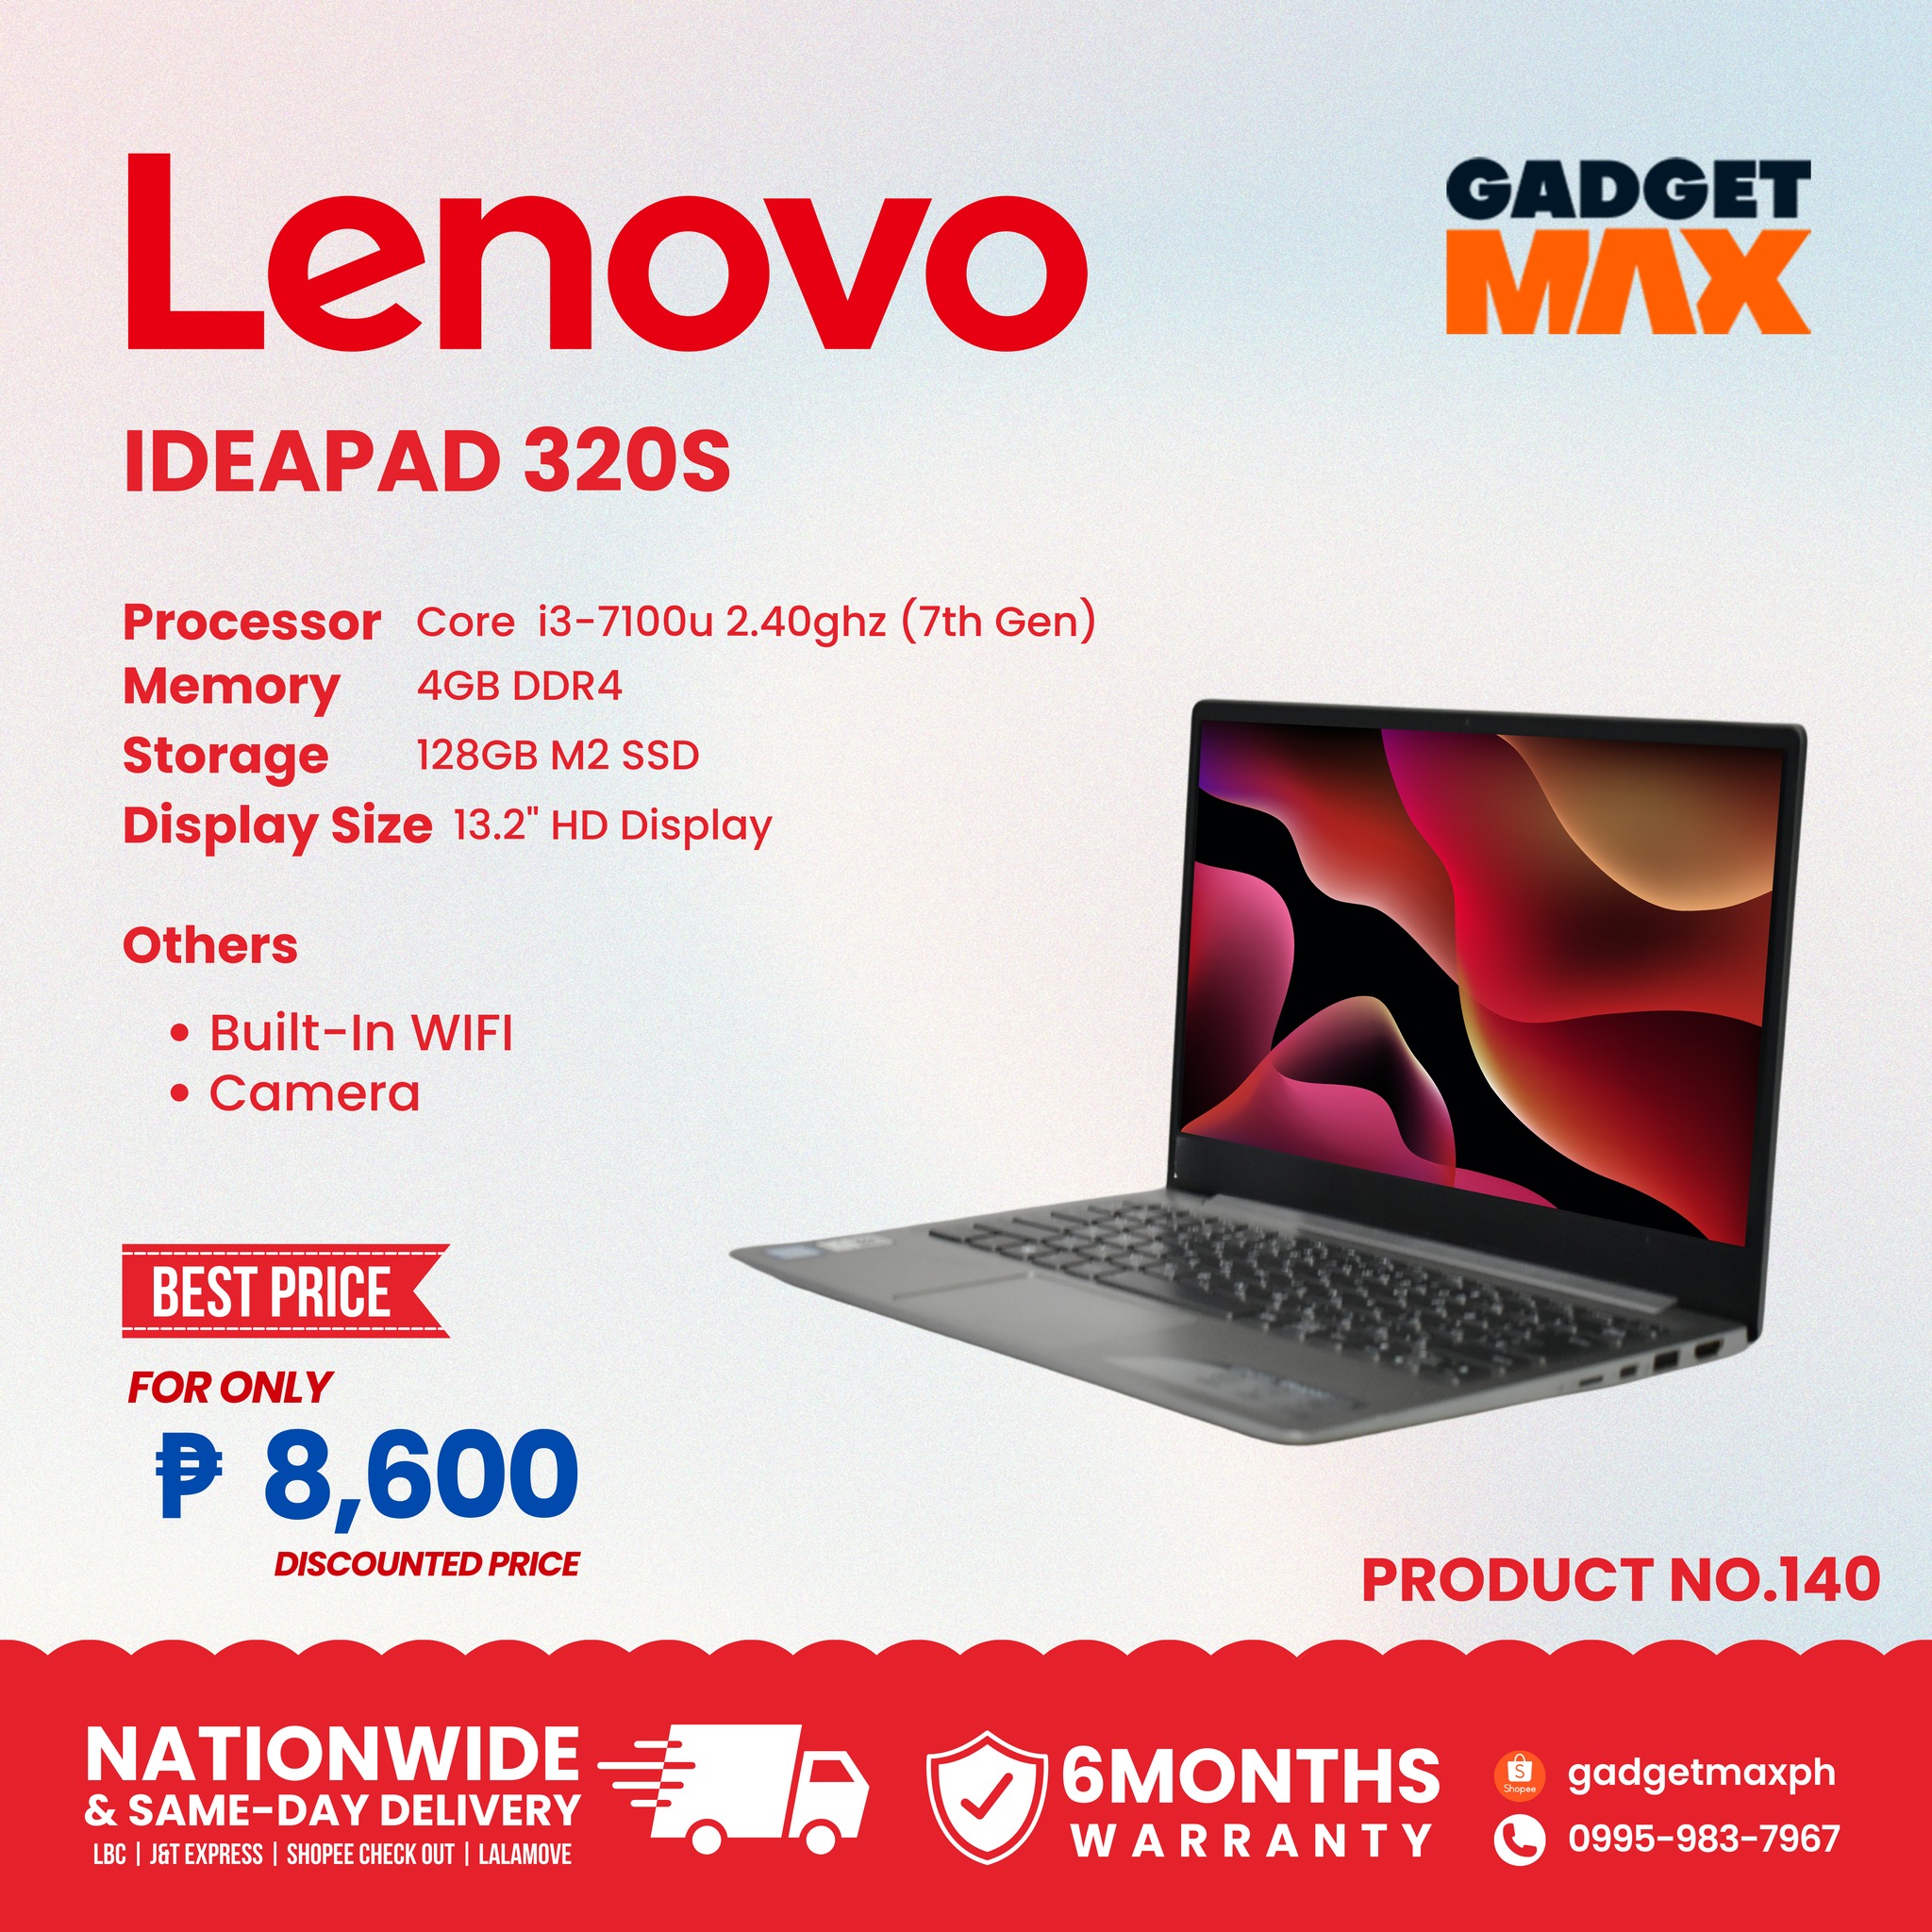 Lenovo
GADGET
MAX
IDEAPAD 320S
Processor Core i3-7100u 2.40ghz (7th Gen)
Memory 4GB DDR4
Storage 128GB M2 SSD
Display Size 13.2" HD Display
Others
• Built-In WIFI
• Camera
BEST PRICE
FOR ONLY
₱ 8,600
DISCOUNTED PRICE
PRODUCT NO.140
NATIONWIDE
& SAME-DAY DELIVERY
LBC | J&T EXPRESS | SHOPEE CHECK OUT | LALAMOVE
6MONTHS
WARRANTY
S
Shopee
gadgetmaxph
0995-983-7967